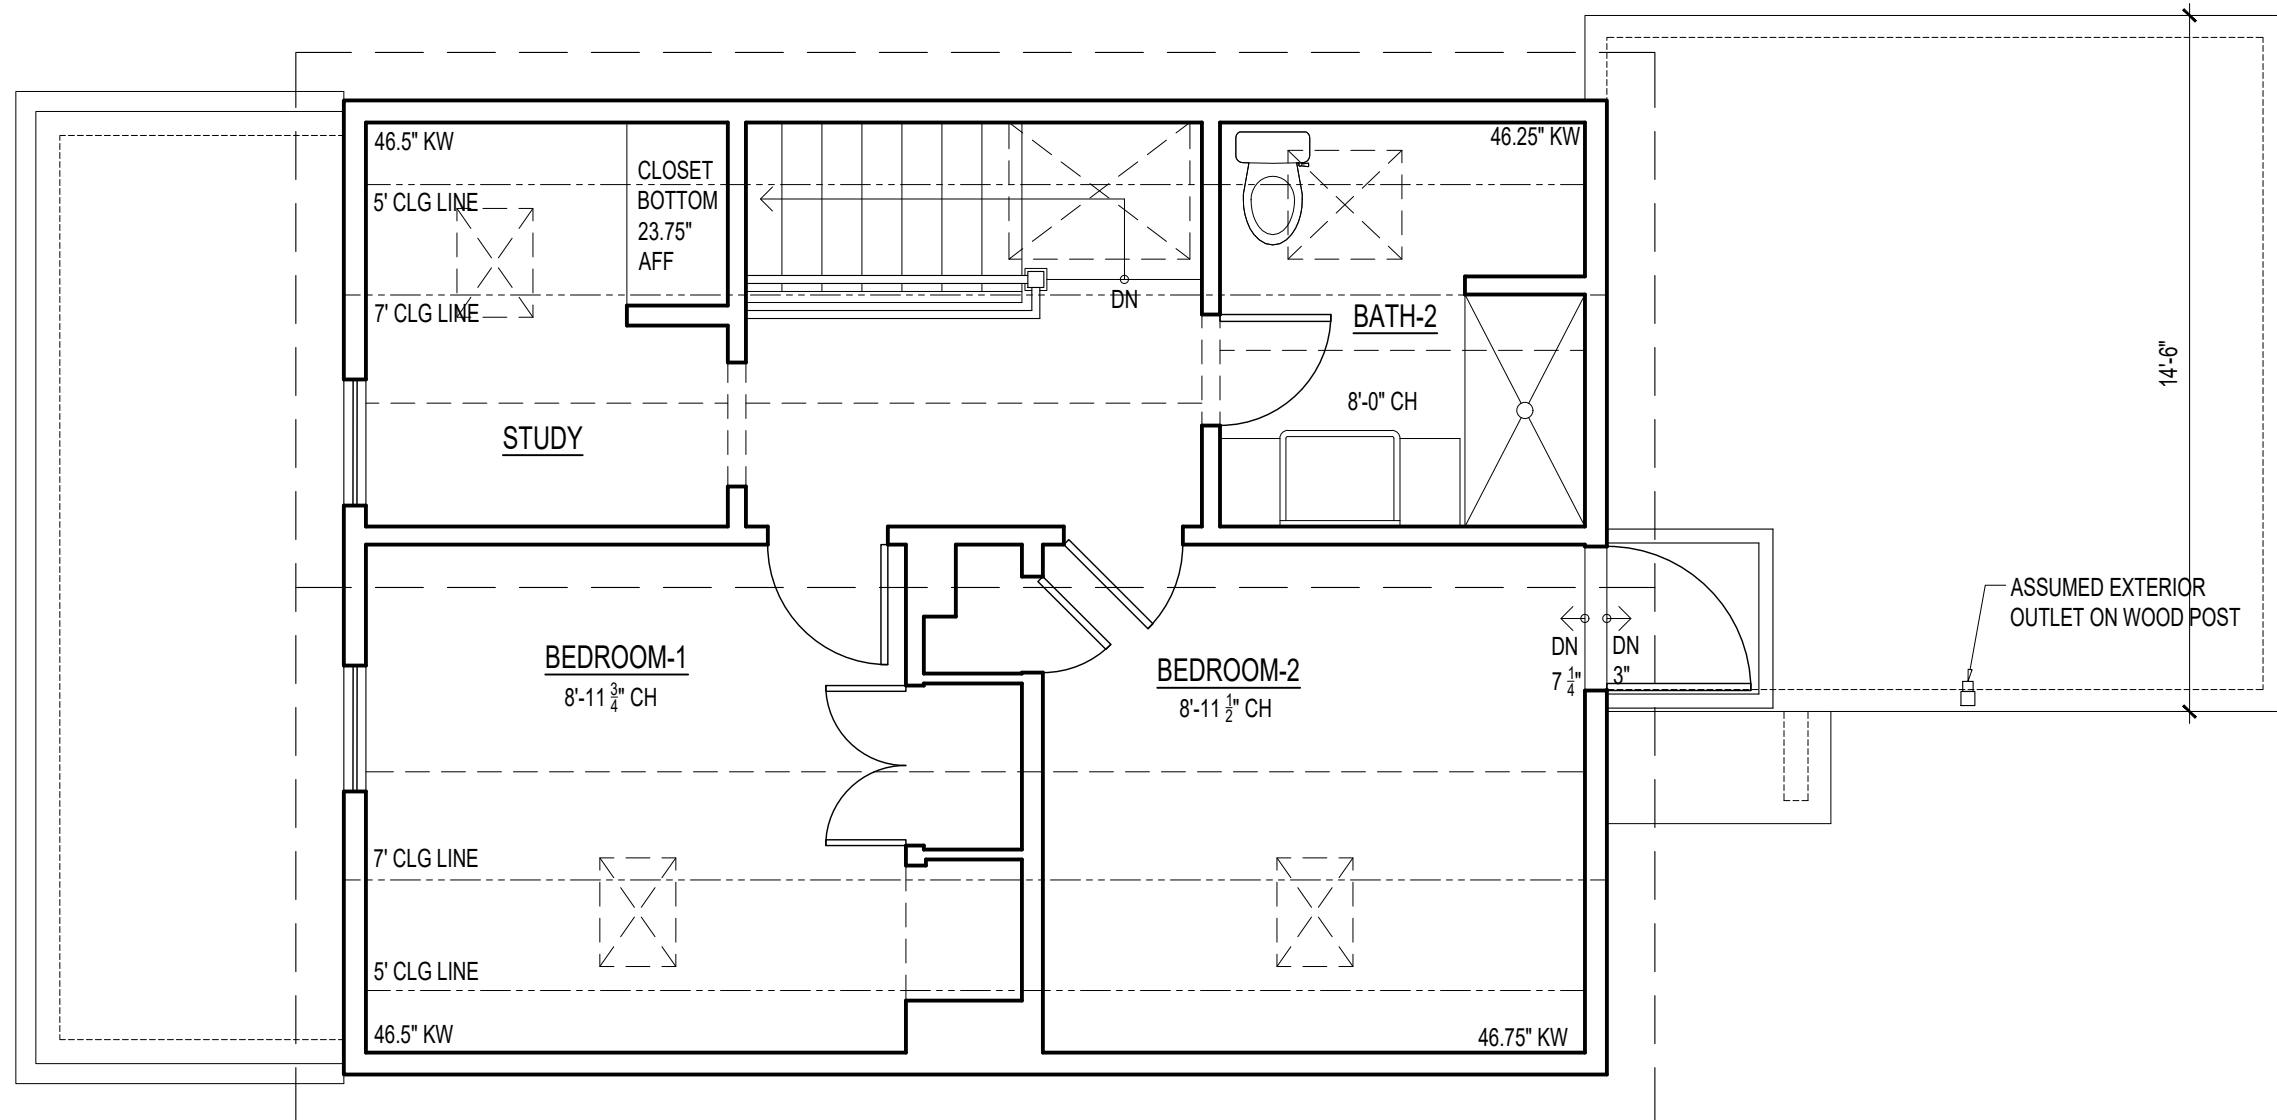 46.5" KW
46.25" KW
CLOSET
BOTTOM
23.75"
AFF
5' CLG LINE
7' CLG LINE
DN
BATH-2
8'-0" CH
14'-6"
STUDY
ASSUMED EXTERIOR
OUTLET ON WOOD POST
BEDROOM-1
8'-11 3/4" CH
BEDROOM-2
8'-11 1/2" CH
DN
7 1/4"
DN
3"
7' CLG LINE
5' CLG LINE
46.5" KW
46.75" KW